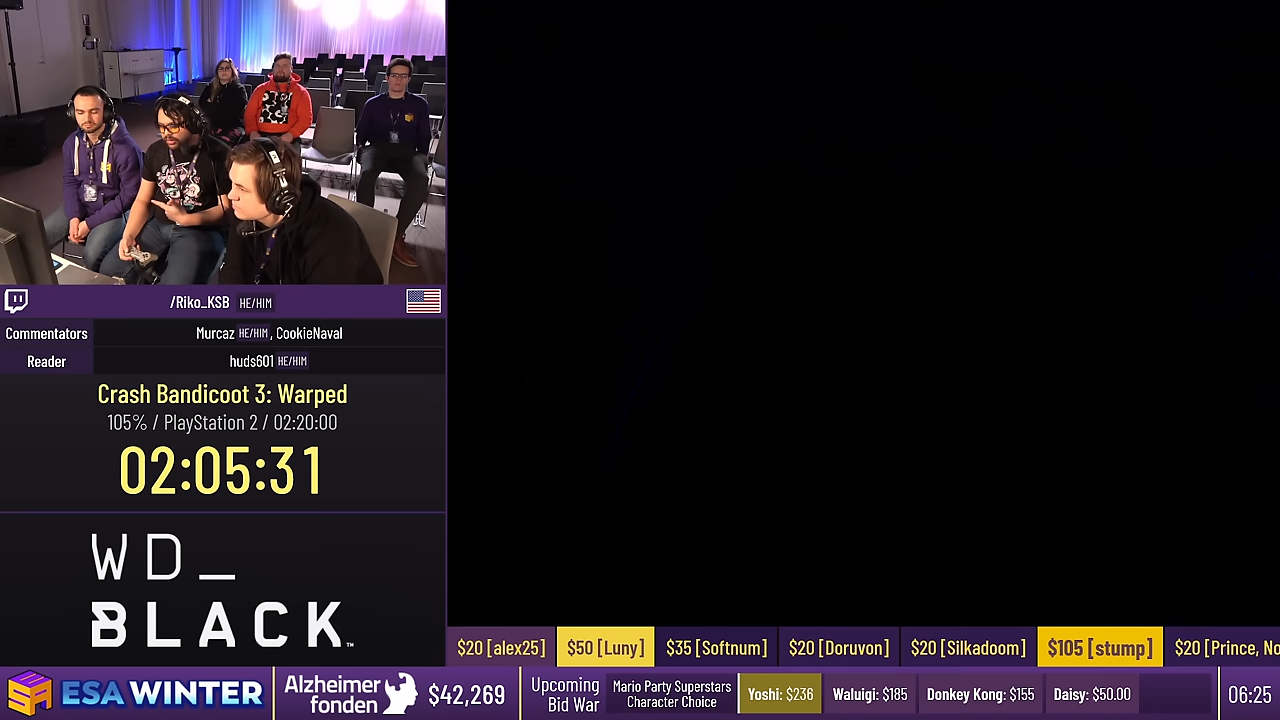 /Riko_KSB HE/HIM
Commentators
Murcaz HE/HIM, CookieNaval
Reader
huds601 HE/HIM
Crash Bandicoot 3: Warped
105% / PlayStation 2 / 02:20:00
02:05:31
WD_
BLACK™
$20 [alex25]
$50 [Luny]
$35 [Softnum]
$20 [Doruvon]
$20 [Silkadoom]
$105 [stump]
$20 [Prince, No
ESA WINTER
Alzheimer
fonden
$42,269
Upcoming
Bid War
Mario Party Superstars
Character Choice
Yoshi: $236
Waluigi: $185
Donkey Kong: $155
Daisy: $50.00
06:25